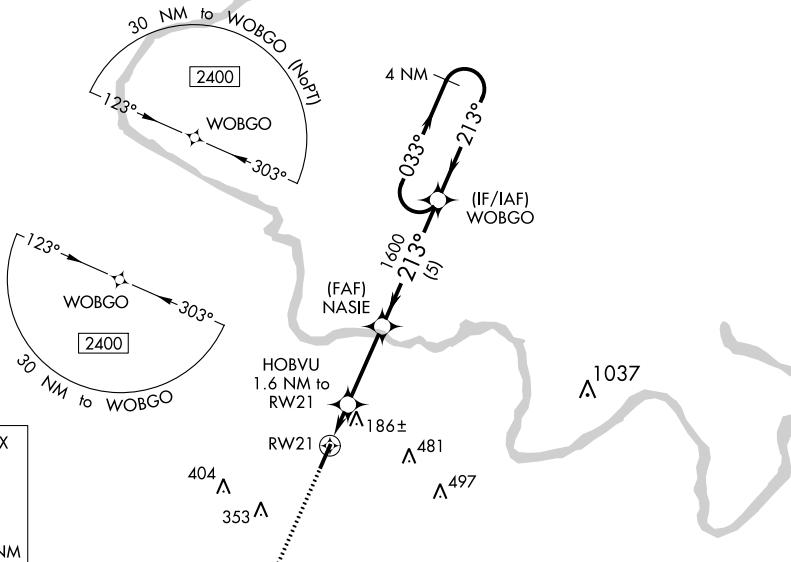 30 NM to WOBGO (NoPT)
2400
123°
WOBGO
303°
4 NM
213°
033°
(IF/IAF)
WOBGO
1600
213°
(5)
123°
WOBGO
303°
2400
30 NM to WOBGO
(FAF)
NASIE
HOBVU
1.6 NM to
RW21
186±
RW21
1037
481
497
404
353
X
NM